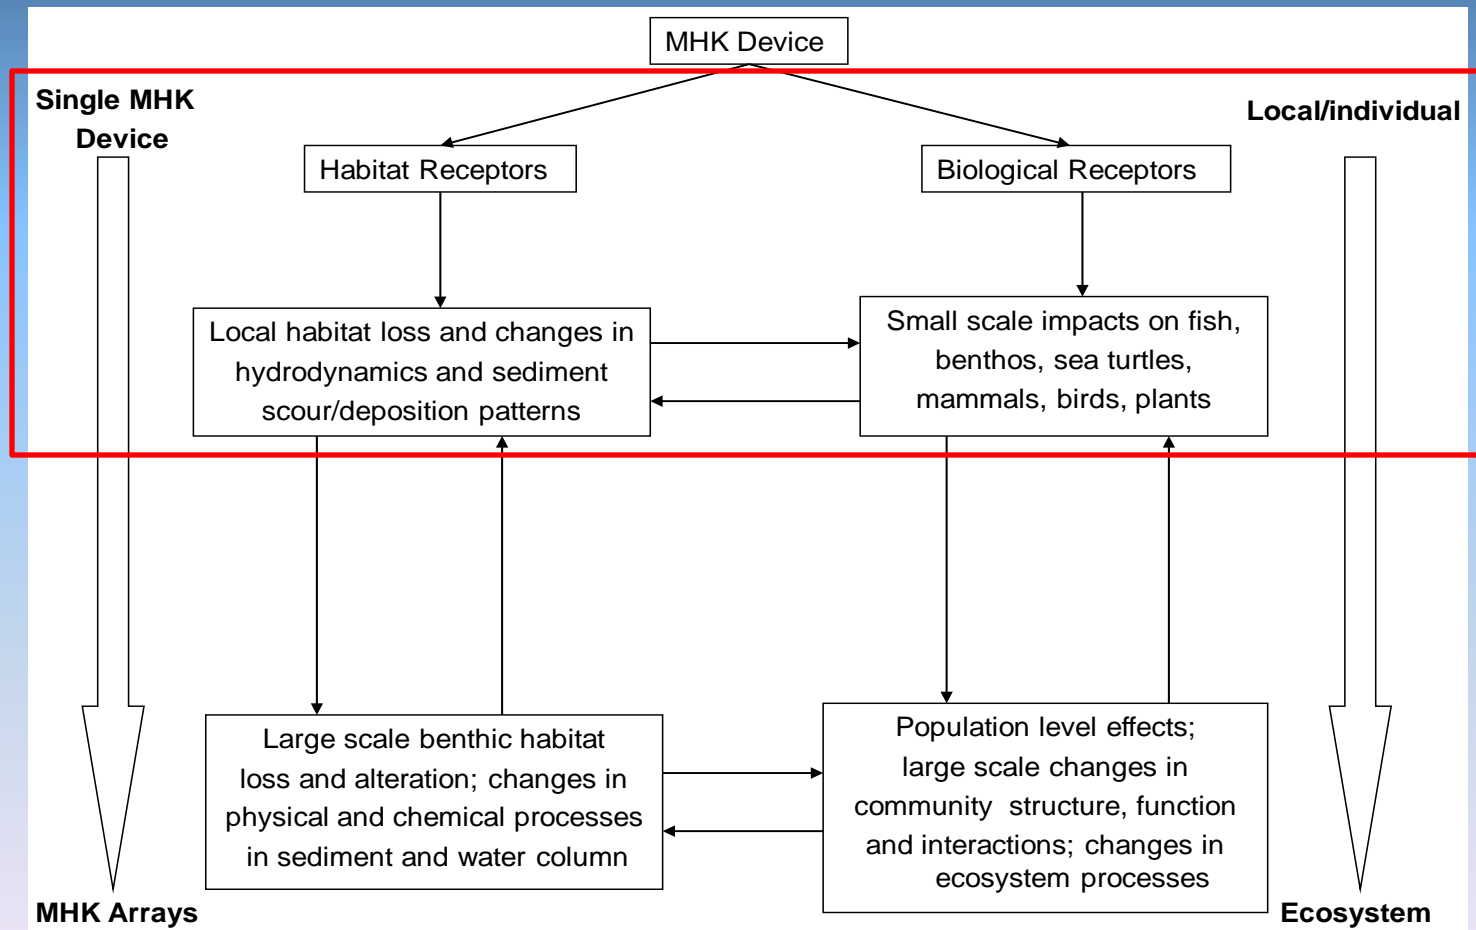 MHK Device
Single MHK
Device
Local/individual
Habitat Receptors
Biological Receptors
Local habitat loss and changes in
hydrodynamics and sediment
scour/deposition patterns
Small scale impacts on fish,
benthos, sea turtles,
mammals, birds, plants
Large scale benthic habitat
loss and alteration; changes in
physical and chemical processes
in sediment and water column
Population level effects;
large scale changes in
community structure, function
and interactions; changes in
ecosystem processes
MHK Arrays
Ecosystem